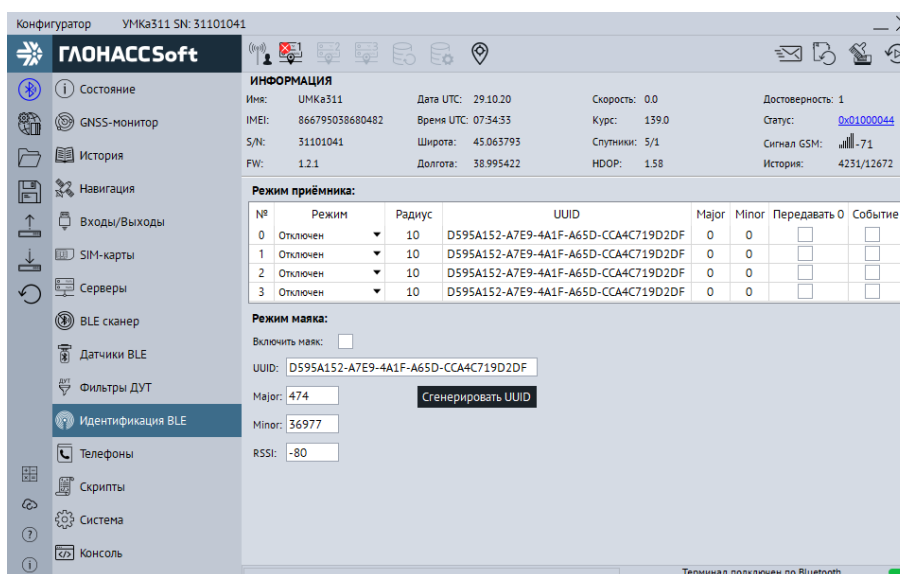 Конфигуратор УМКа311 SN: 31101041
ГЛОНАССSoft
ИНФОРМАЦИЯ
Имя: UMKa311 Дата UTC: 29.10.20 Скорость: 0.0 Достоверность: 1
IMEI: 866795038680482 Время UTC: 07:34:33 Курс: 139.0 Статус: 0x01000044
S/N: 31101041 Широта: 45.063793 Спутники: 5/1 Сигнал GSM: -71
FW: 1.2.1 Долгота: 38.995422 HDOP: 1.58 История: 4231/12672
Состояние
GNSS-монитор
История
Навигация
Входы/Выходы
SIM-карты
Серверы
BLE сканер
Датчики BLE
Фильтры ДУТ
Идентификация BLE
Телефоны
Скрипты
Система
Консоль
Режим приёмника:
№ Режим Радиус UUID Major Minor Передавать 0 Событие
0 Отключен 10 D595A152-A7E9-4A1F-A65D-CCA4C719D2DF 0 0
1 Отключен 10 D595A152-A7E9-4A1F-A65D-CCA4C719D2DF 0 0
2 Отключен 10 D595A152-A7E9-4A1F-A65D-CCA4C719D2DF 0 0
3 Отключен 10 D595A152-A7E9-4A1F-A65D-CCA4C719D2DF 0 0
Режим маяка:
Включить маяк:
UUID: D595A152-A7E9-4A1F-A65D-CCA4C719D2DF
Major: 474 Сгенерировать UUID
Minor: 36977
RSSI: -80
Терминал подключен по Bluetooth